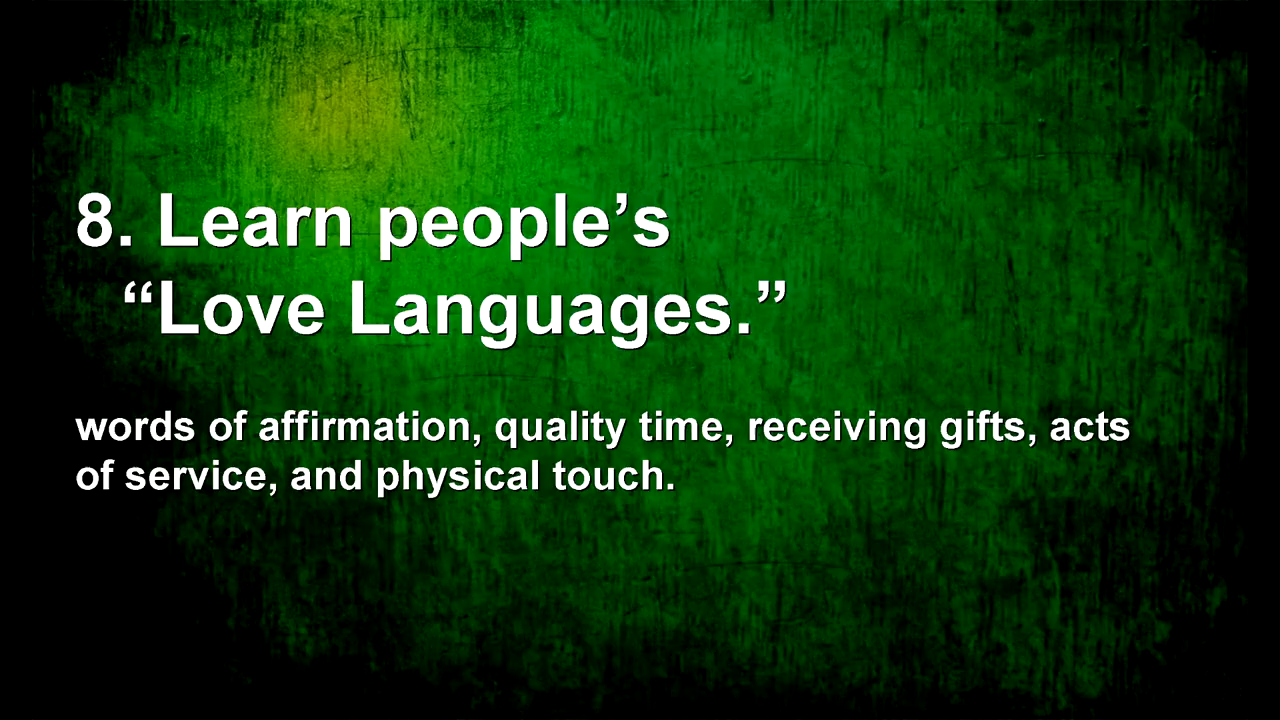 8. Learn people’s
“Love Languages.”
words of affirmation, quality time, receiving gifts, acts
of service, and physical touch.